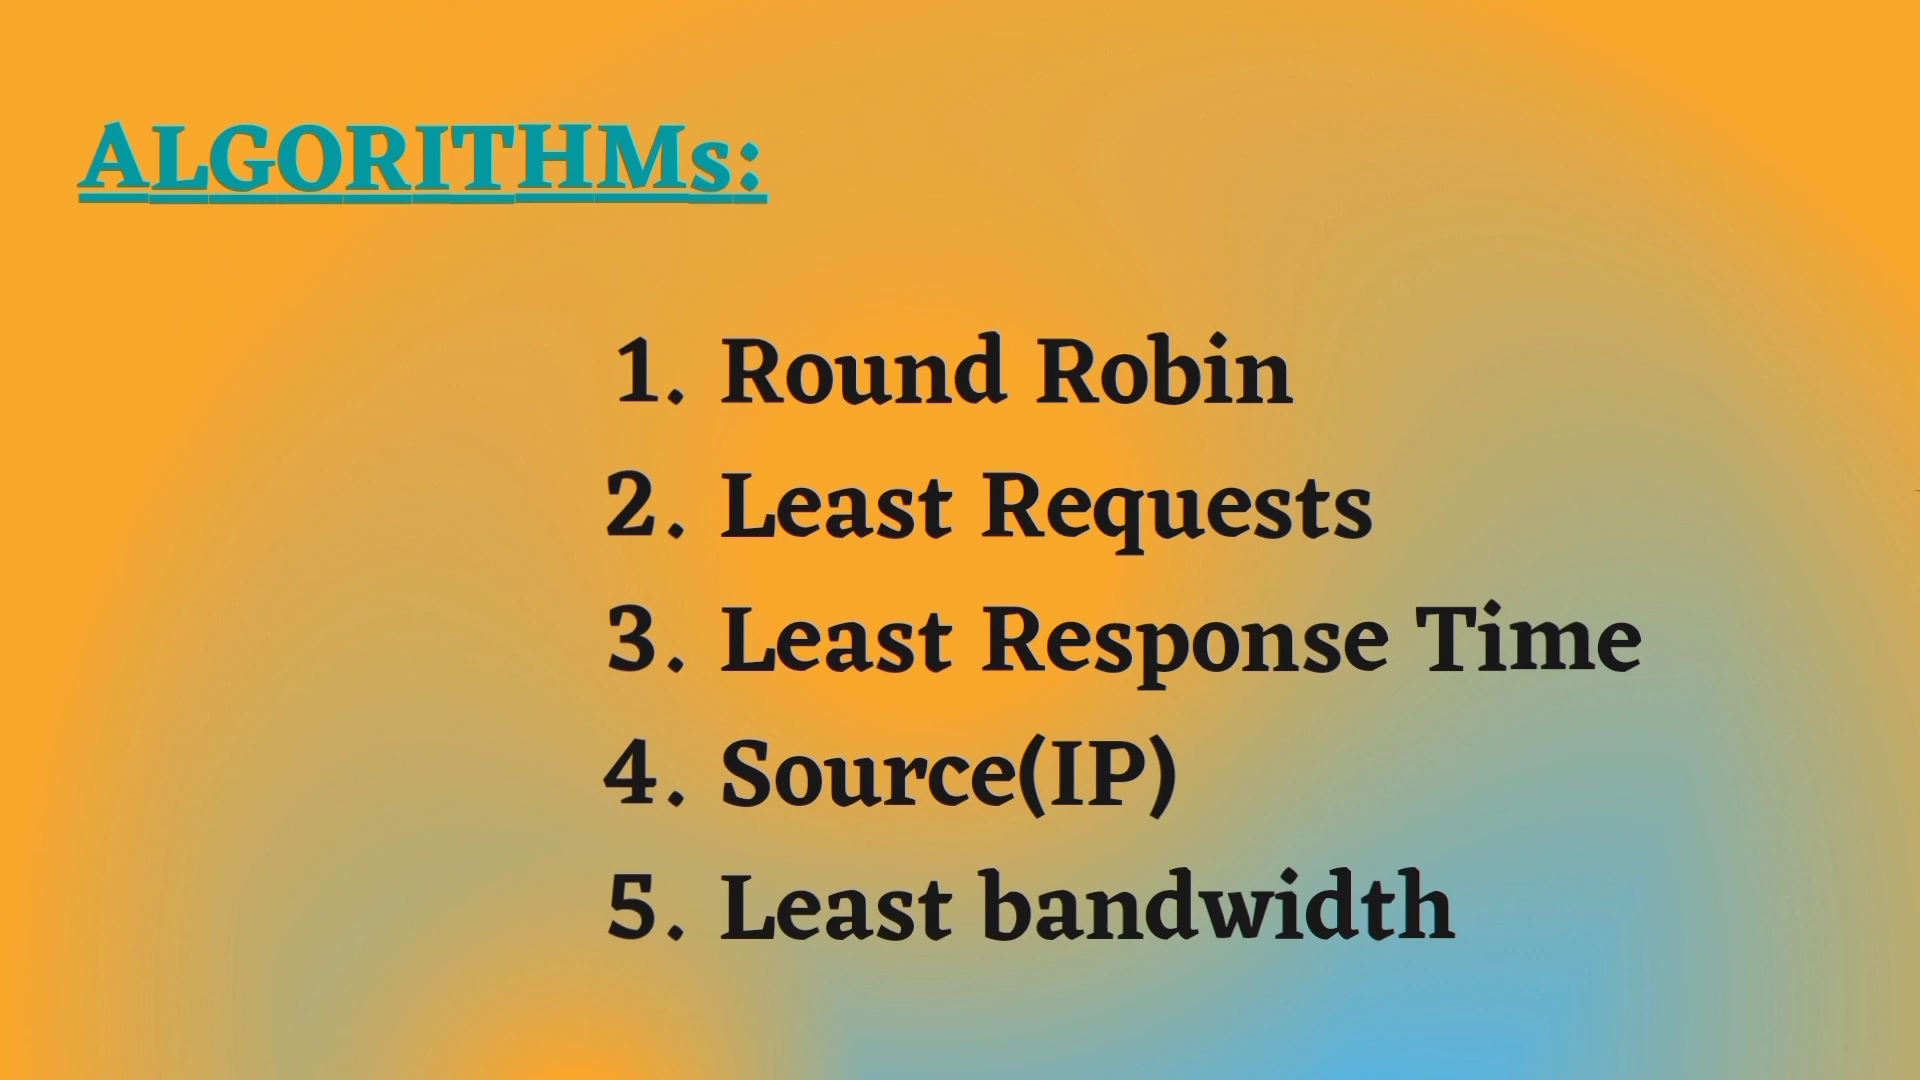 ALGORITHMs:
1. Round Robin
2. Least Requests
3. Least Response Time
4. Source(IP)
5. Least bandwidth